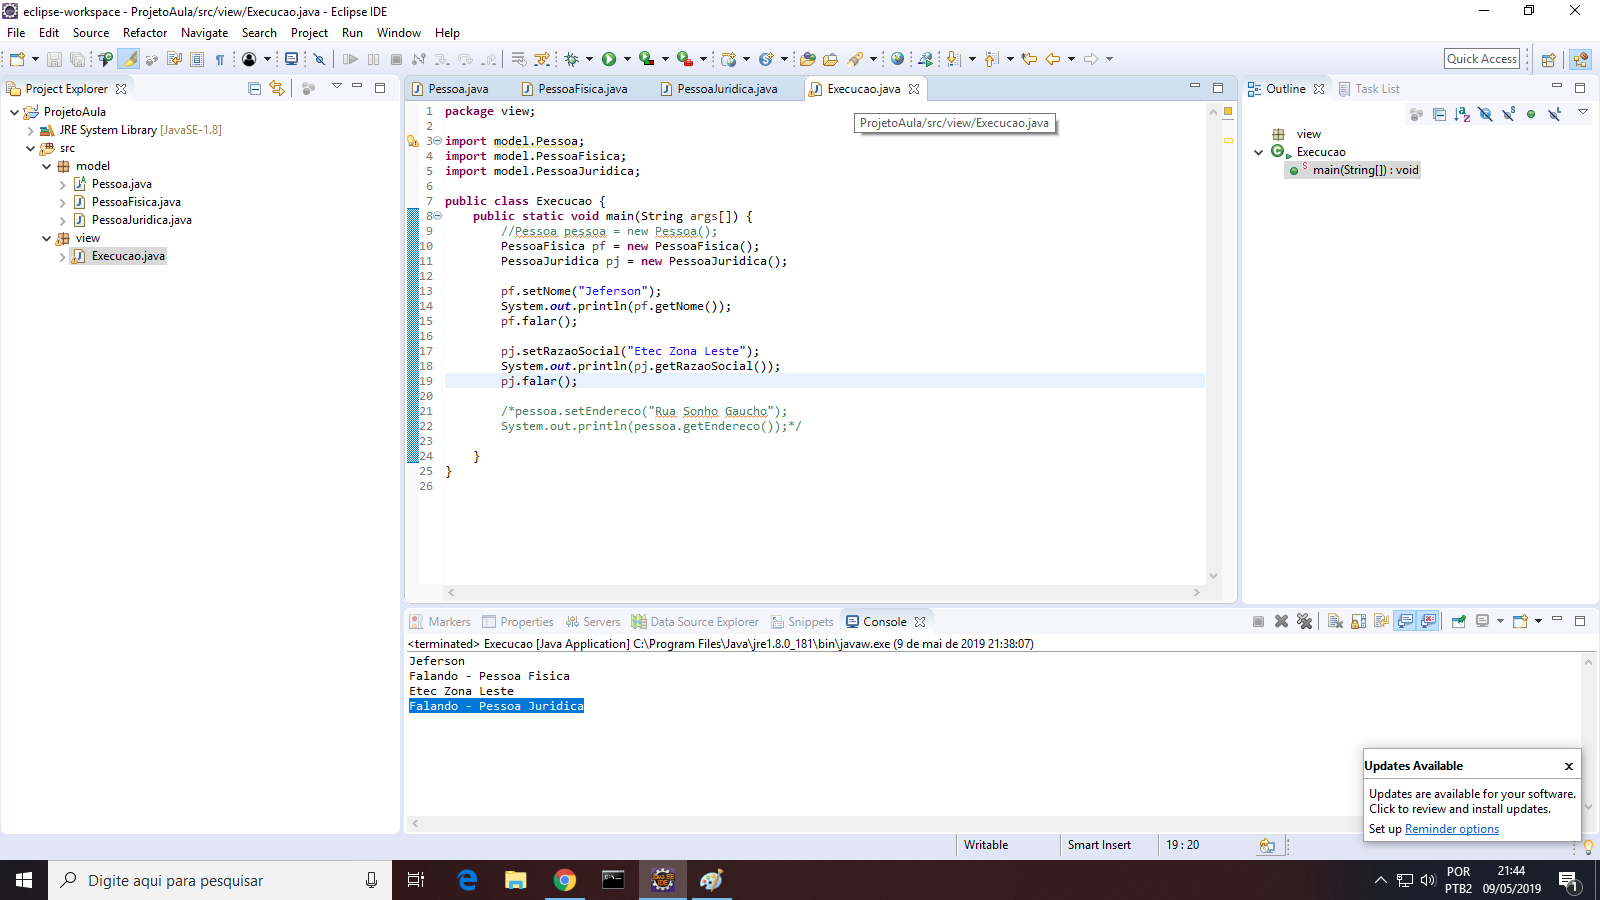 eclipse-workspace - ProjetoAula/src/view/Execucao.java - Eclipse IDE
File Edit Source Refactor Navigate Search Project Run Window Help
Quick Access
Project Explorer
ProjetoAula
JRE System Library [JavaSE-1.8]
src
model
Pessoa.java
PessoaFisica.java
PessoaJuridica.java
view
Execucao.java
Pessoa.java PessoaFisica.java PessoaJuridica.java Execucao.java
ProjetoAula/src/view/Execucao.java
1 package view;
2
3 import model.Pessoa;
4 import model.PessoaFisica;
5 import model.PessoaJuridica;
6
7 public class Execucao {
8 public static void main(String args[]) {
9 //Pessoa pessoa = new Pessoa();
10 PessoaFisica pf = new PessoaFisica();
11 PessoaJuridica pj = new PessoaJuridica();
12
13 pf.setNome("Jeferson");
14 System.out.println(pf.getNome());
15 pf.falar();
16
17 pj.setRazaoSocial("Etec Zona Leste");
18 System.out.println(pj.getRazaoSocial());
19 pj.falar();
20
21 /*pessoa.setEndereco("Rua Sonho Gaucho");
22 System.out.println(pessoa.getEndereco());*/
23
24 }
25 }
26
Outline Task List
view
Execucao
main(String[]) : void
Markers Properties Servers Data Source Explorer Snippets Console
<terminated> Execucao [Java Application] C:\Program Files\Java\jre1.8.0_181\bin\javaw.exe (9 de mai de 2019 21:38:07)
Jeferson
Falando - Pessoa Fisica
Etec Zona Leste
Falando - Pessoa Juridica
Updates Available x
Updates are available for your software.
Click to review and install updates.
Set up Reminder options
Writable Smart Insert 19 : 20
Digite aqui para pesquisar
POR
PTB2
21:44
09/05/2019
1